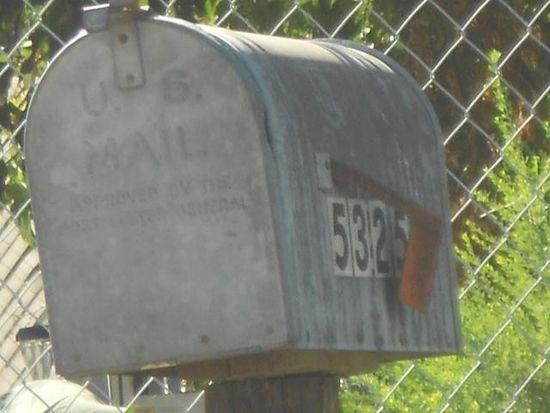 U. S.
MAIL
APPROVED BY THE
POSTMASTER GENERAL
5325